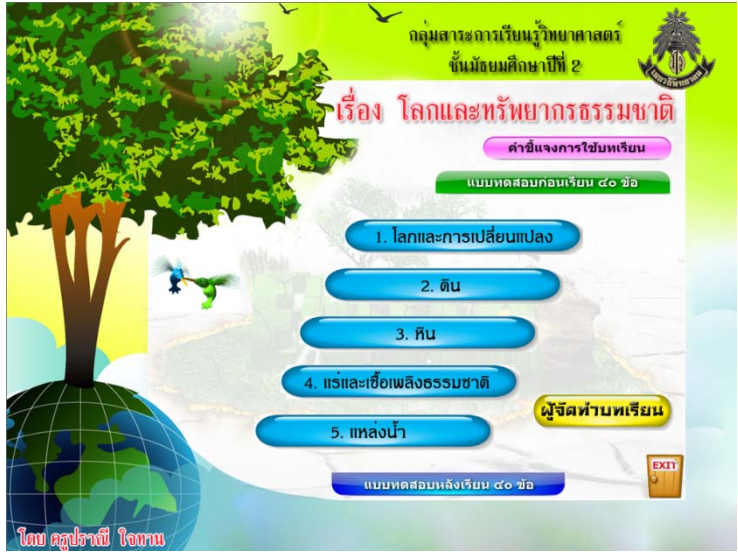 กลุ่มสาระการเรียนรู้วิทยาศาสตร์
ชั้นมัธยมศึกษาปีที่ 2
เรื่อง โลกและทรัพยากรธรรมชาติ
คำชี้แจงการใช้บทเรียน
แบบทดสอบก่อนเรียน ๔๐ ข้อ
1. โลกและการเปลี่ยนแปลง
2. ดิน
3. หิน
4. แร่และเชื้อเพลิงธรรมชาติ
5. แหล่งน้ำ
ผู้จัดทำบทเรียน
EXIT
แบบทดสอบหลังเรียน ๔๐ ข้อ
โดย ครูปราณี ใจทาน